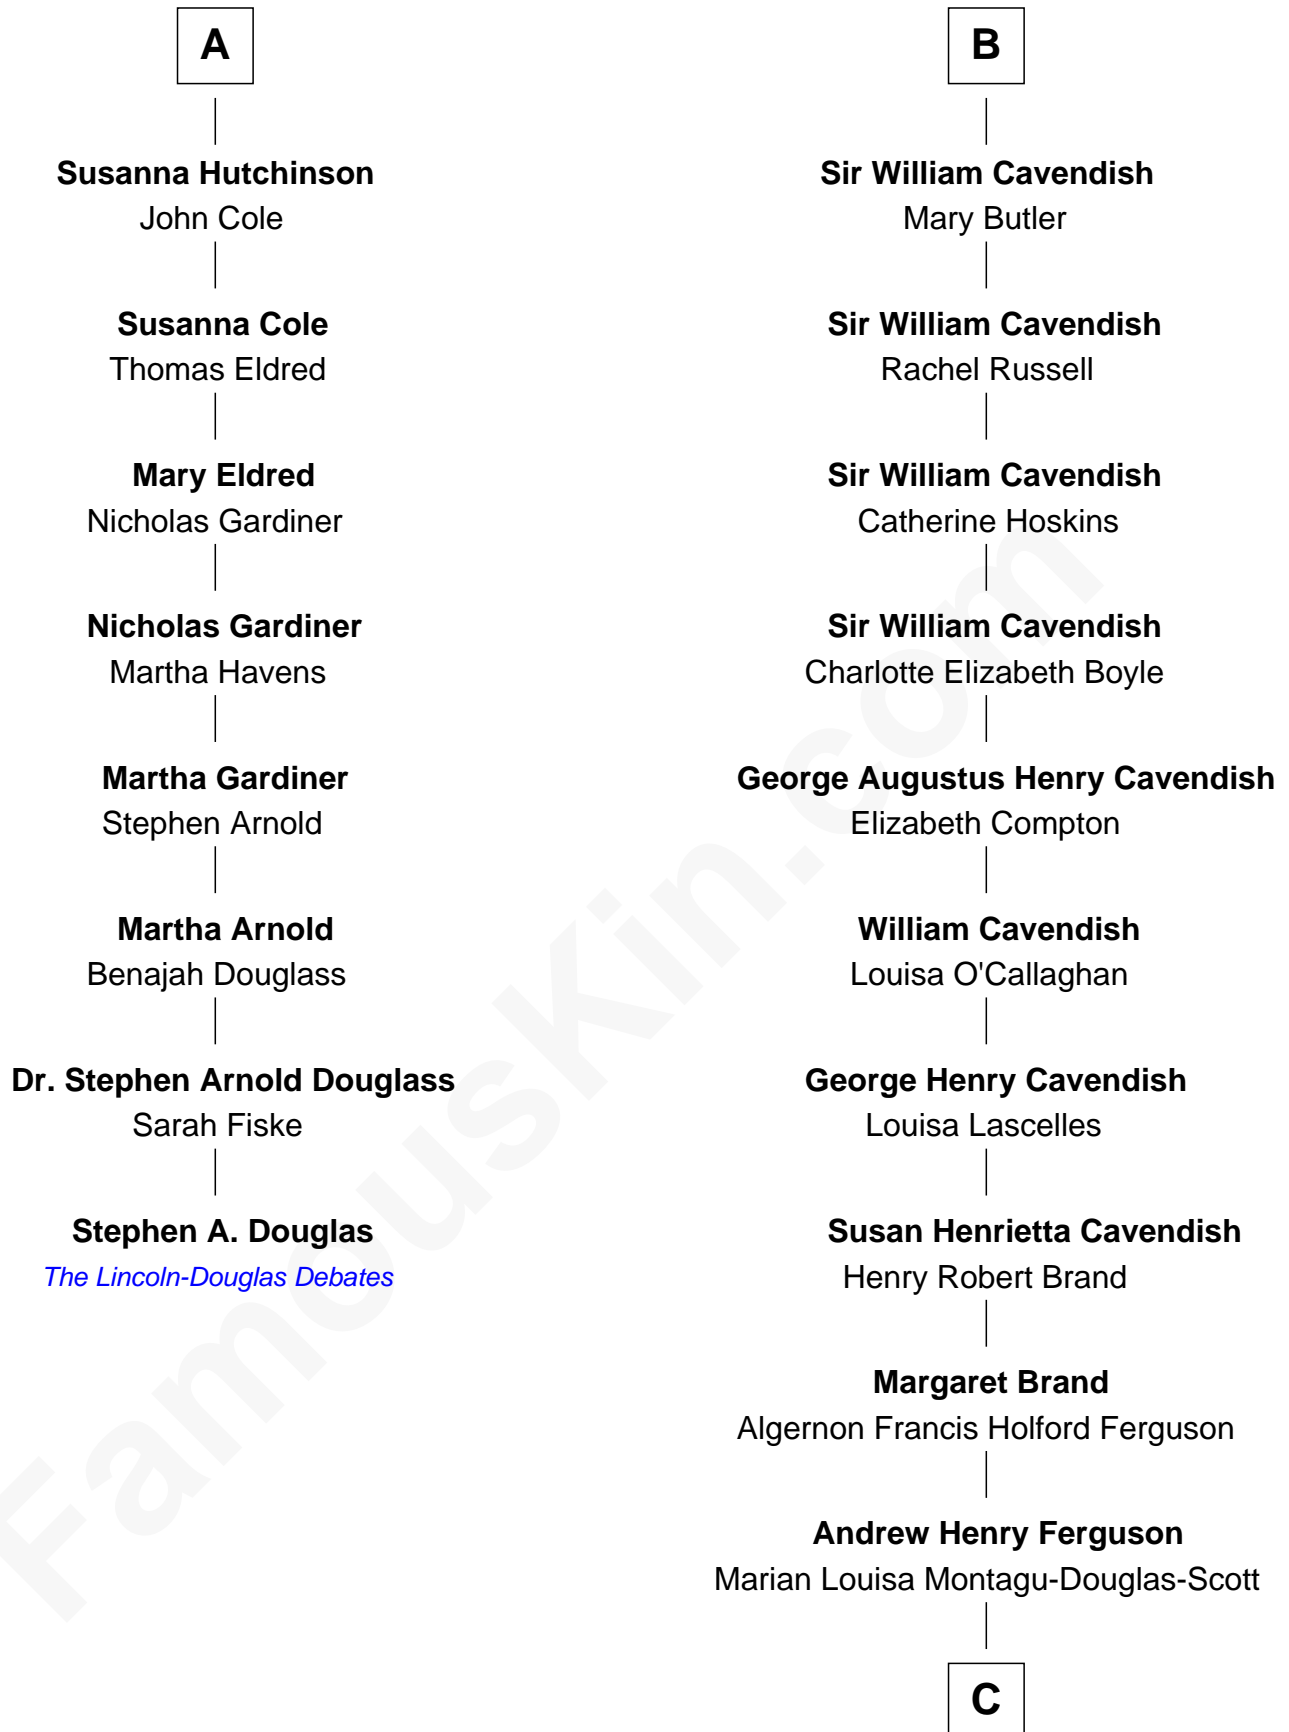 A
Susanna Hutchinson
John Cole
Susanna Cole
Thomas Eldred
Mary Eldred
Nicholas Gardiner
Nicholas Gardiner
Martha Havens
Martha Gardiner
Stephen Arnold
Martha Arnold
Benajah Douglass
Dr. Stephen Arnold Douglass
Sarah Fiske
Stephen A. Douglas
The Lincoln-Douglas Debates
B
Sir William Cavendish
Mary Butler
Sir William Cavendish
Rachel Russell
Sir William Cavendish
Catherine Hoskins
Sir William Cavendish
Charlotte Elizabeth Boyle
George Augustus Henry Cavendish
Elizabeth Compton
William Cavendish
Louisa O'Callaghan
George Henry Cavendish
Louisa Lascelles
Susan Henrietta Cavendish
Henry Robert Brand
Margaret Brand
Algernon Francis Holford Ferguson
Andrew Henry Ferguson
Marian Louisa Montagu-Douglas-Scott
C
FamousKin.com